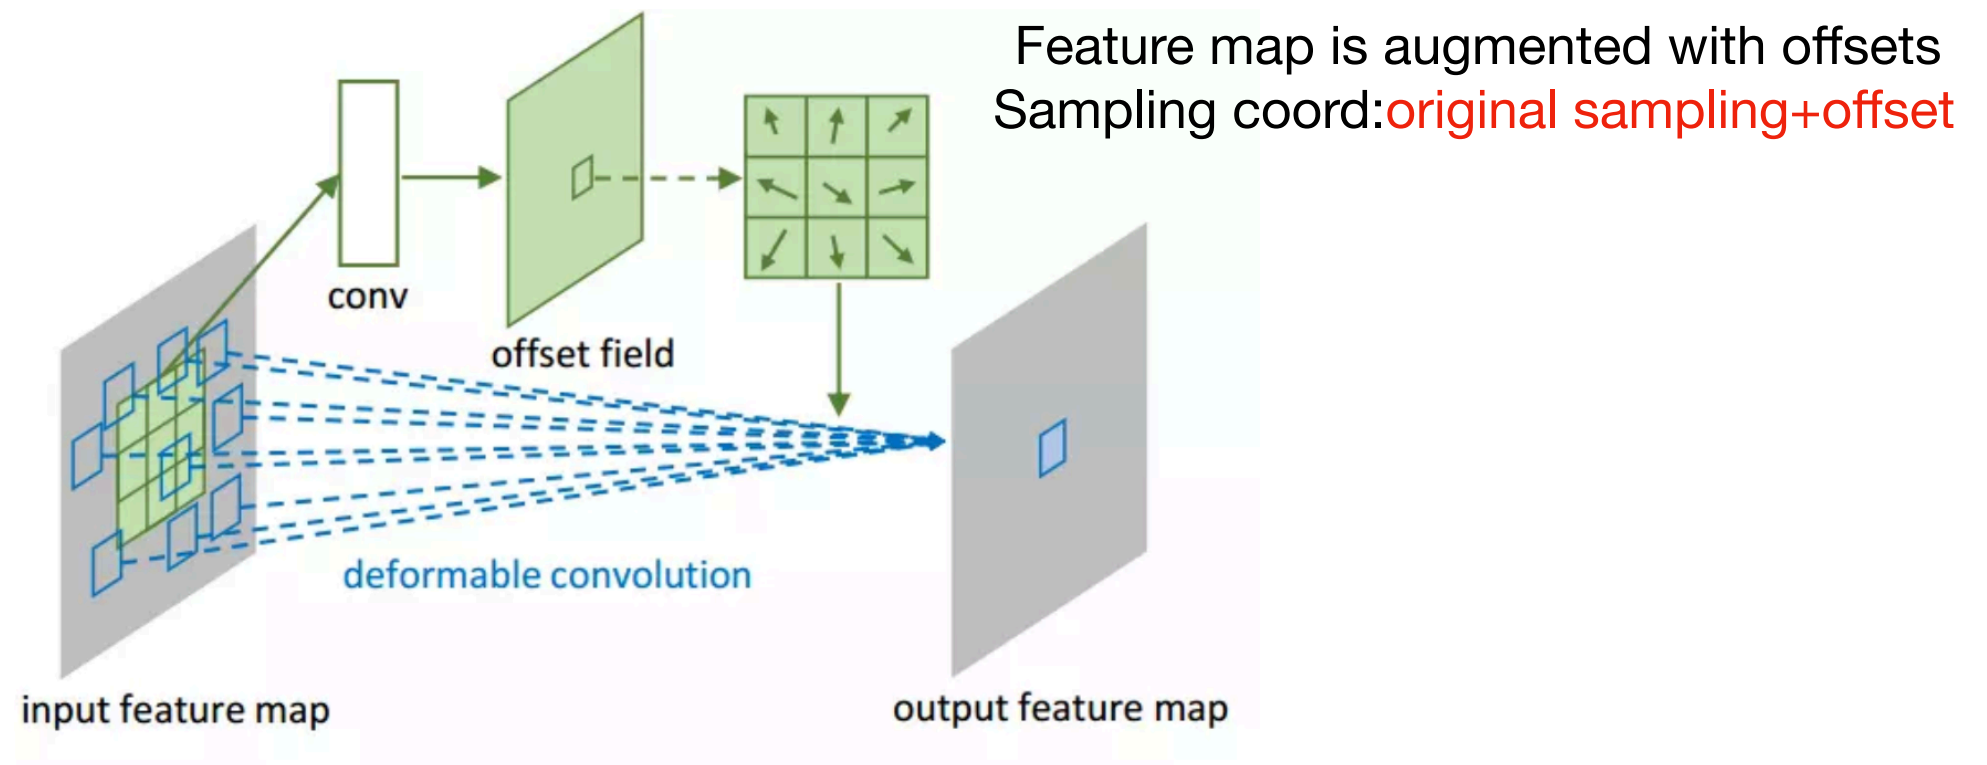 Feature map is augmented with offsets
Sampling coord:original sampling+offset
conv
offset field
deformable convolution
input feature map
output feature map